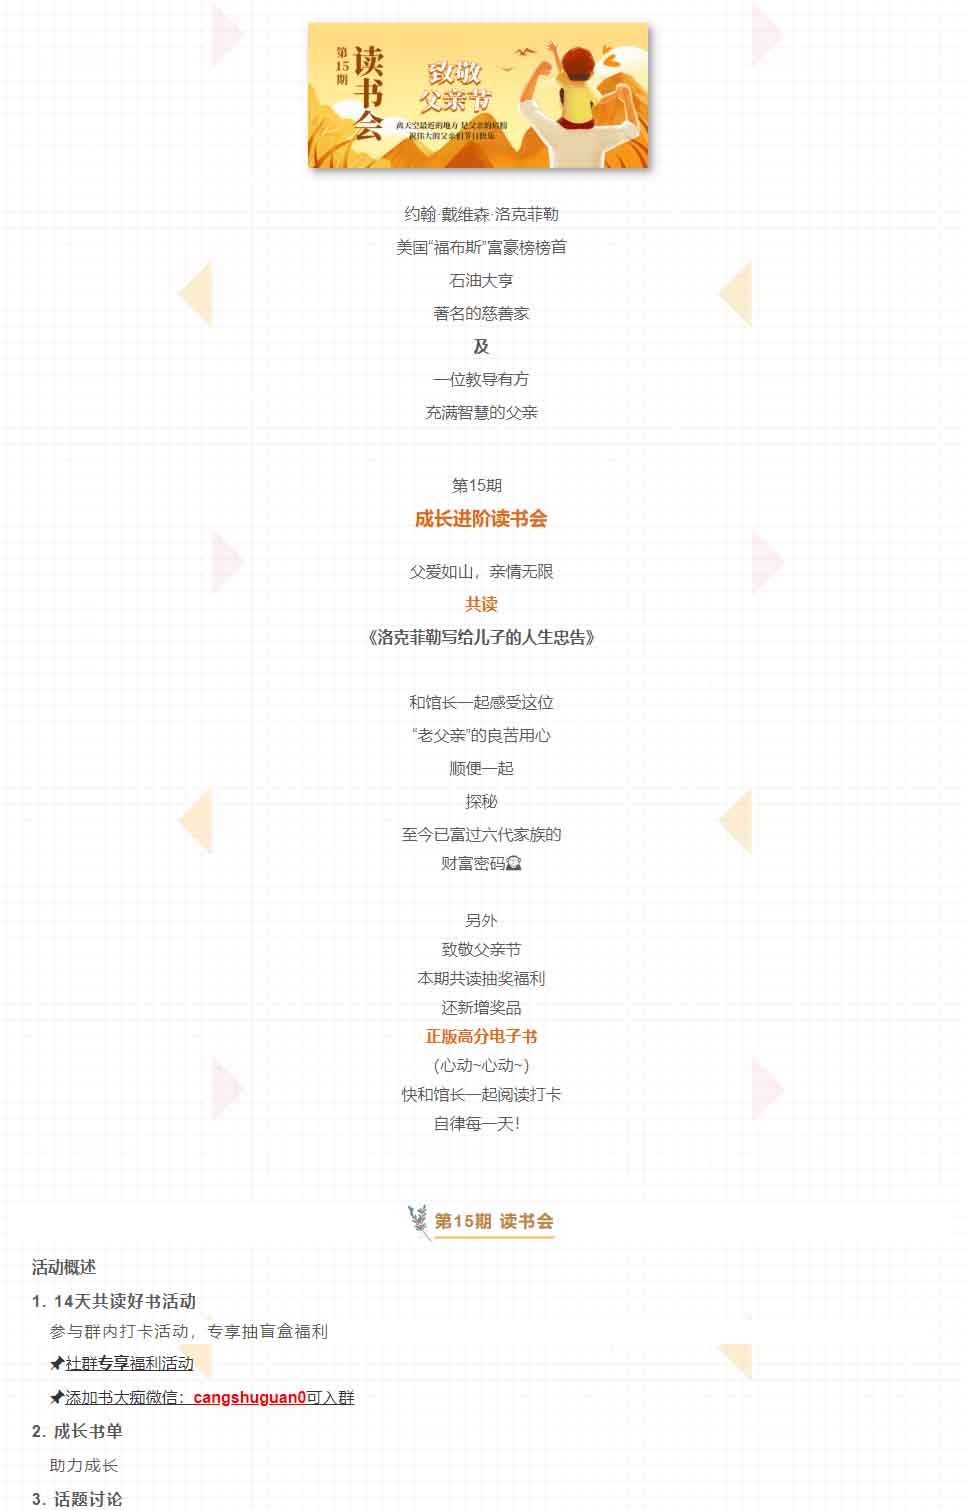 第15期
读书会
致敬
父亲节
离天空最近的地方 是父亲的肩膀
祝伟大的父亲们节日快乐
约翰·戴维森·洛克菲勒
美国“福布斯”富豪榜榜首
石油大亨
著名的慈善家
及
一位教导有方
充满智慧的父亲
第15期
成长进阶读书会
父爱如山，亲情无限
共读
《洛克菲勒写给儿子的人生忠告》
和馆长一起感受这位
“老父亲”的良苦用心
顺便一起
探秘
至今已富过六代家族的
财富密码
另外
致敬父亲节
本期共读抽奖福利
还新增奖品
正版高分电子书
（心动~心动~）
快和馆长一起阅读打卡
自律每一天！
第15期 读书会
活动概述
1. 14天共读好书活动
参与群内打卡活动，专享抽盲盒福利
📌社群专享福利活动
📌添加书大痴微信：cangshuguan0可入群
2. 成长书单
助力成长
3. 话题讨论